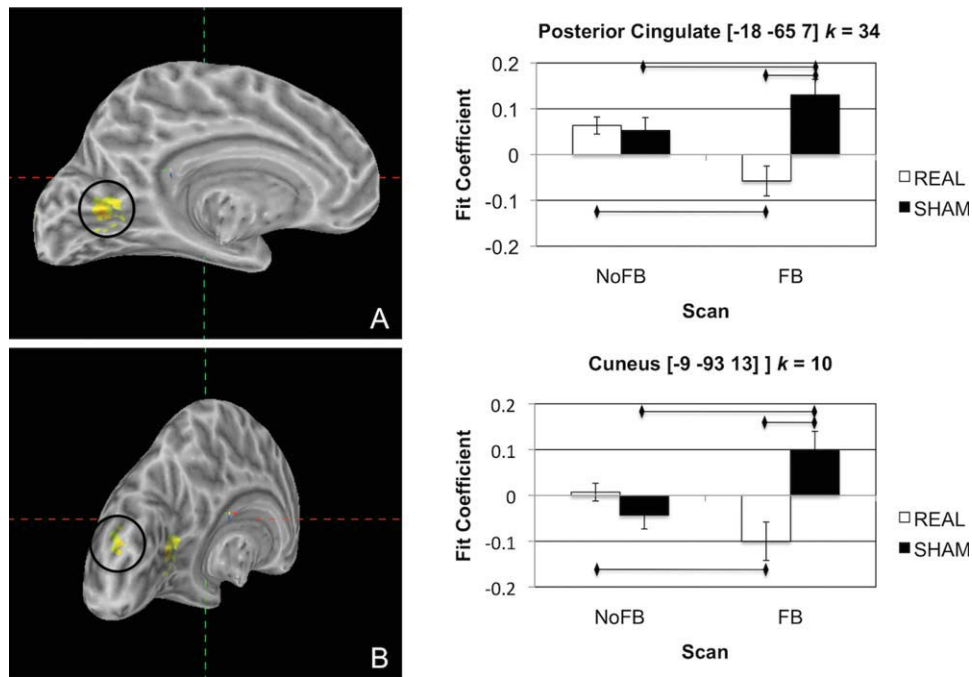 A
Posterior Cingulate [-18 -65 7] k = 34
0.2
0.1
0
-0.1
-0.2
Fit Coefficient
NoFB FB
Scan
REAL
SHAM
B
Cuneus [-9 -93 13] ] k = 10
0.2
0.1
0
-0.1
-0.2
Fit Coefficient
NoFB FB
Scan
REAL
SHAM